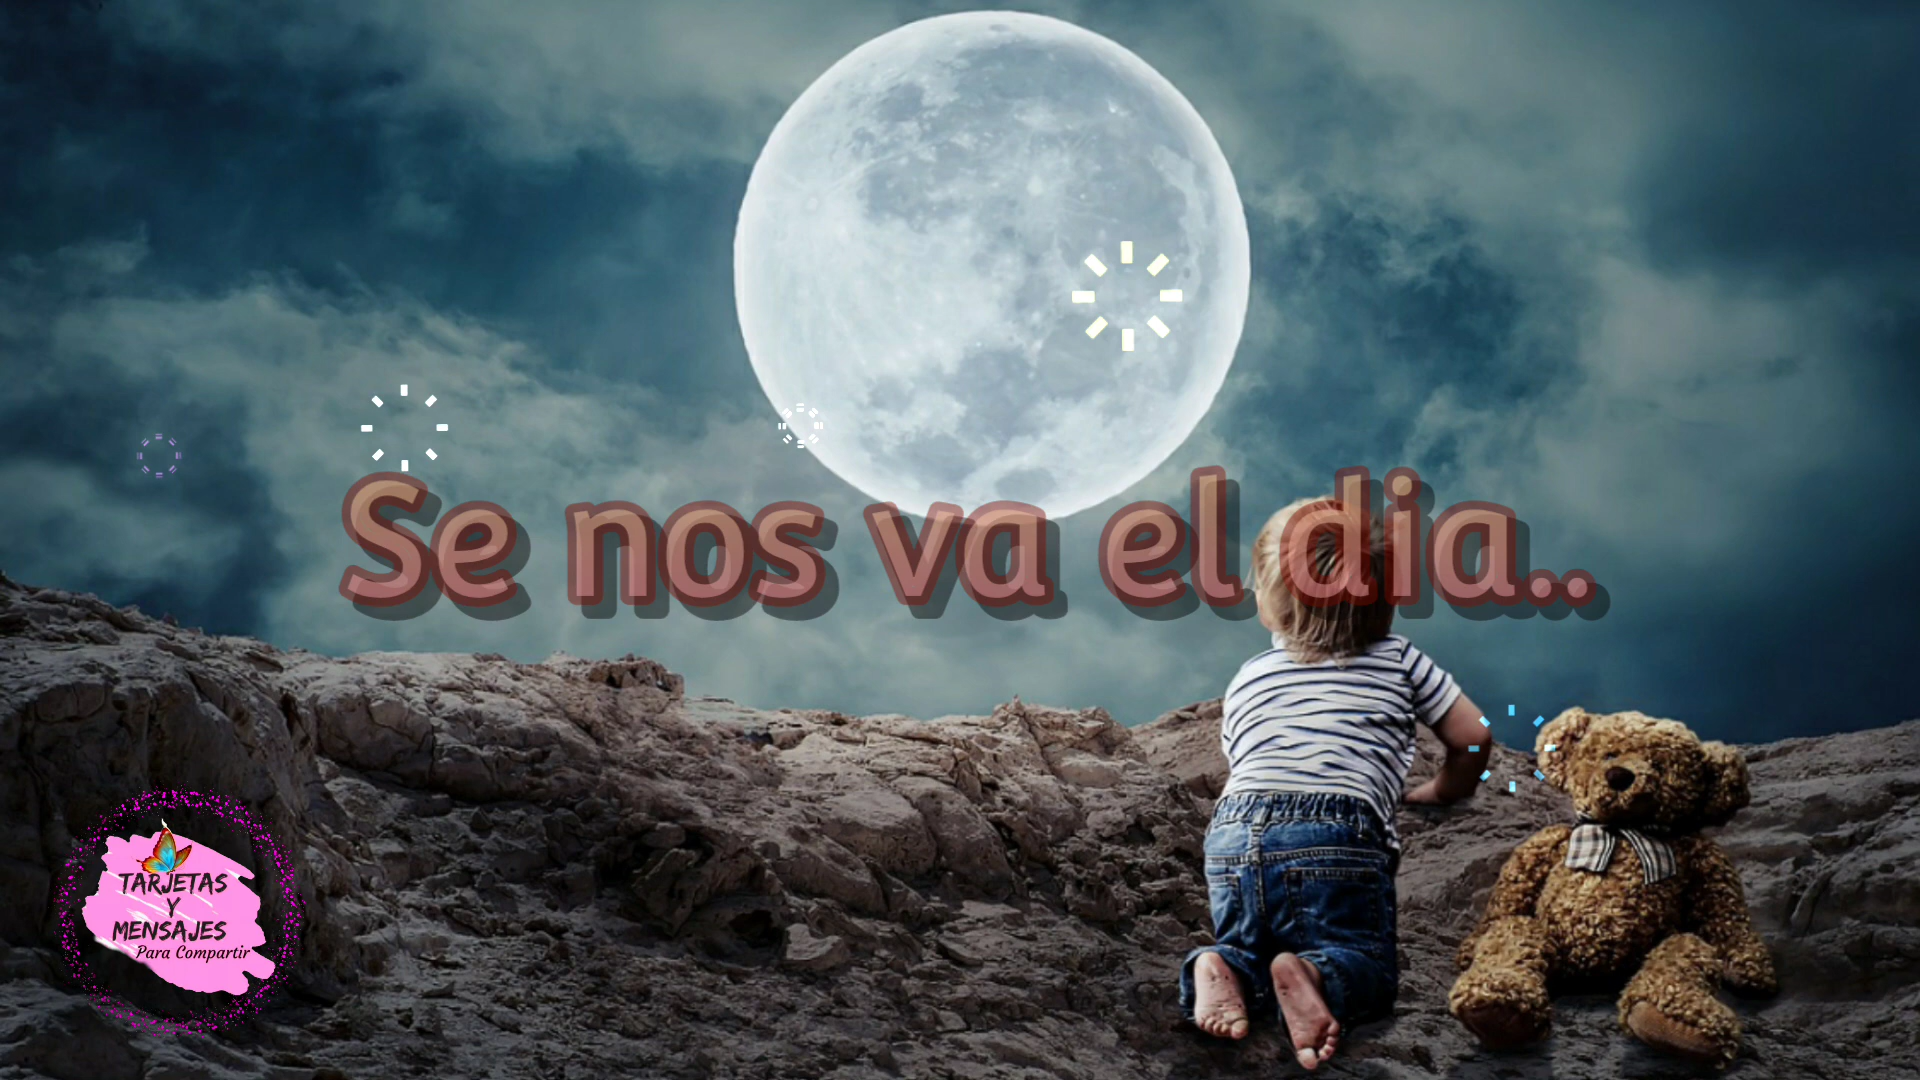 Se nos va el dia..
TARJETAS
Y
MENSAJES
Para Compartir